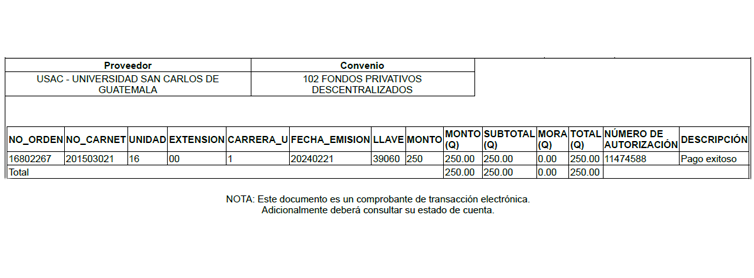 Proveedor Convenio
USAC - UNIVERSIDAD SAN CARLOS DE 102 FONDOS PRIVATIVOS
GUATEMALA DESCENTRALIZADOS
NO_ORDEN NO_CARNET UNIDAD EXTENSION CARRERA_U FECHA_EMISION LLAVE MONTO MONTO SUBTOTAL MORA TOTAL NÚMERO DE DESCRIPCIÓN
(Q) (Q) (Q) (Q) AUTORIZACIÓN
16802267 201503021 16 00 1 20240221 39060 250 250.00 250.00 0.00 250.00 11474588 Pago exitoso
Total 250.00 250.00 0.00 250.00
NOTA: Este documento es un comprobante de transacción electrónica.
Adicionalmente deberá consultar su estado de cuenta.